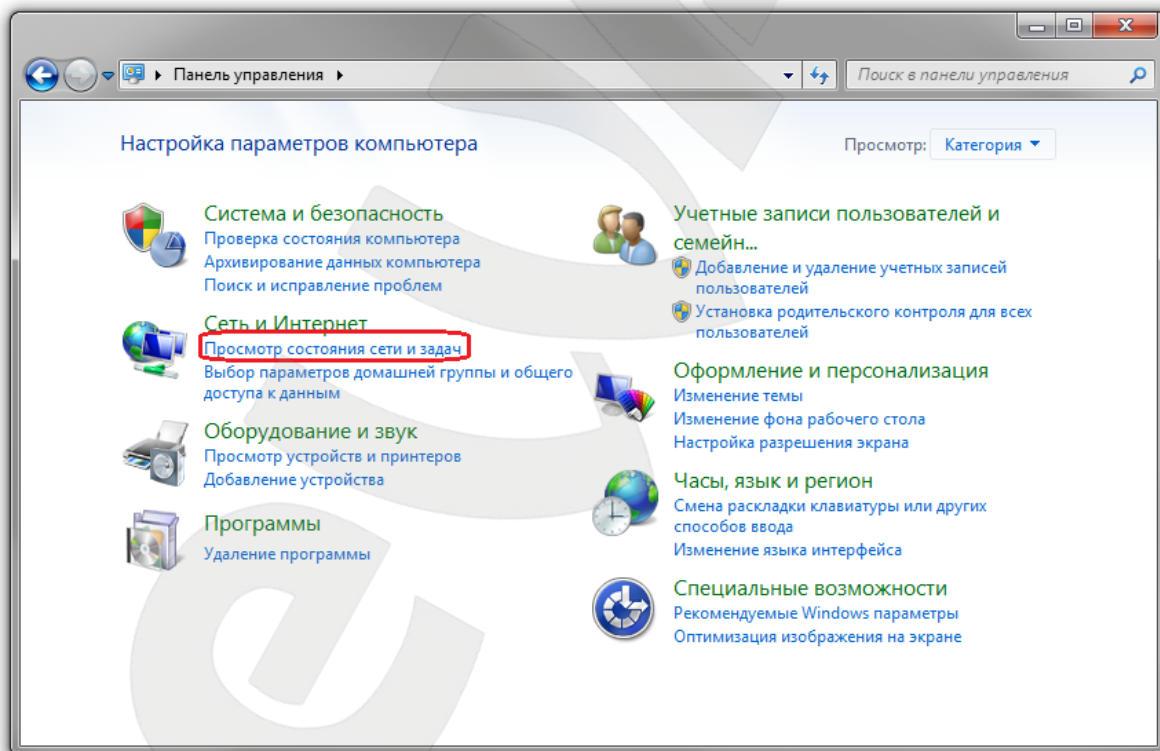 Панель управления
Поиск в панели управления
Настройка параметров компьютера
Просмотр: Категория
Система и безопасность
Проверка состояния компьютера
Архивирование данных компьютера
Поиск и исправление проблем
Сеть и Интернет
Просмотр состояния сети и задач
Выбор параметров домашней группы и общего
доступа к данным
Оборудование и звук
Просмотр устройств и принтеров
Добавление устройства
Программы
Удаление программы
Учетные записи пользователей и
семейн...
Добавление и удаление учетных записей
пользователей
Установка родительского контроля для всех
пользователей
Оформление и персонализация
Изменение темы
Изменение фона рабочего стола
Настройка разрешения экрана
Часы, язык и регион
Смена раскладки клавиатуры или других
способов ввода
Изменение языка интерфейса
Специальные возможности
Рекомендуемые Windows параметры
Оптимизация изображения на экране